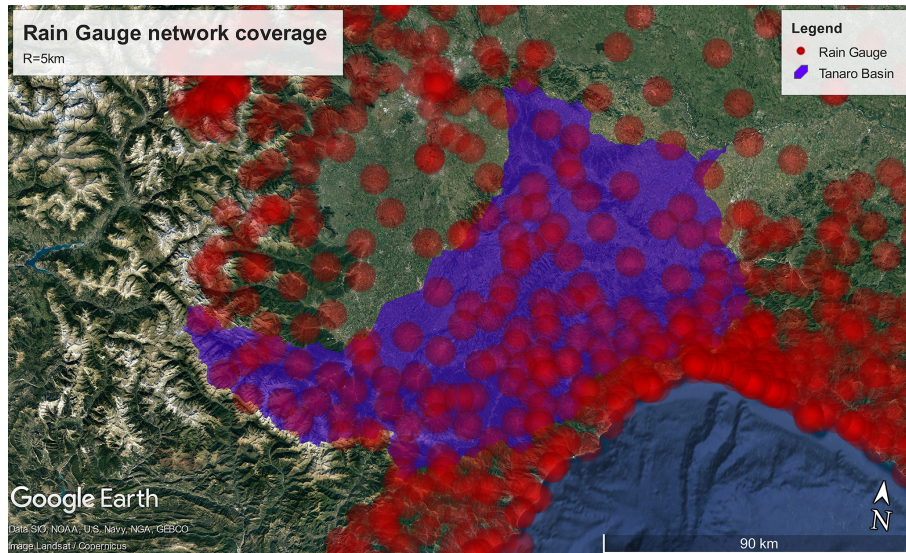 Rain Gauge network coverage
R=5km
Legend
Rain Gauge
Tanaro Basin
Google Earth
Data SIO, NOAA, U.S. Navy, NGA, GEBCO
Image Landsat / Copernicus
N
90 km